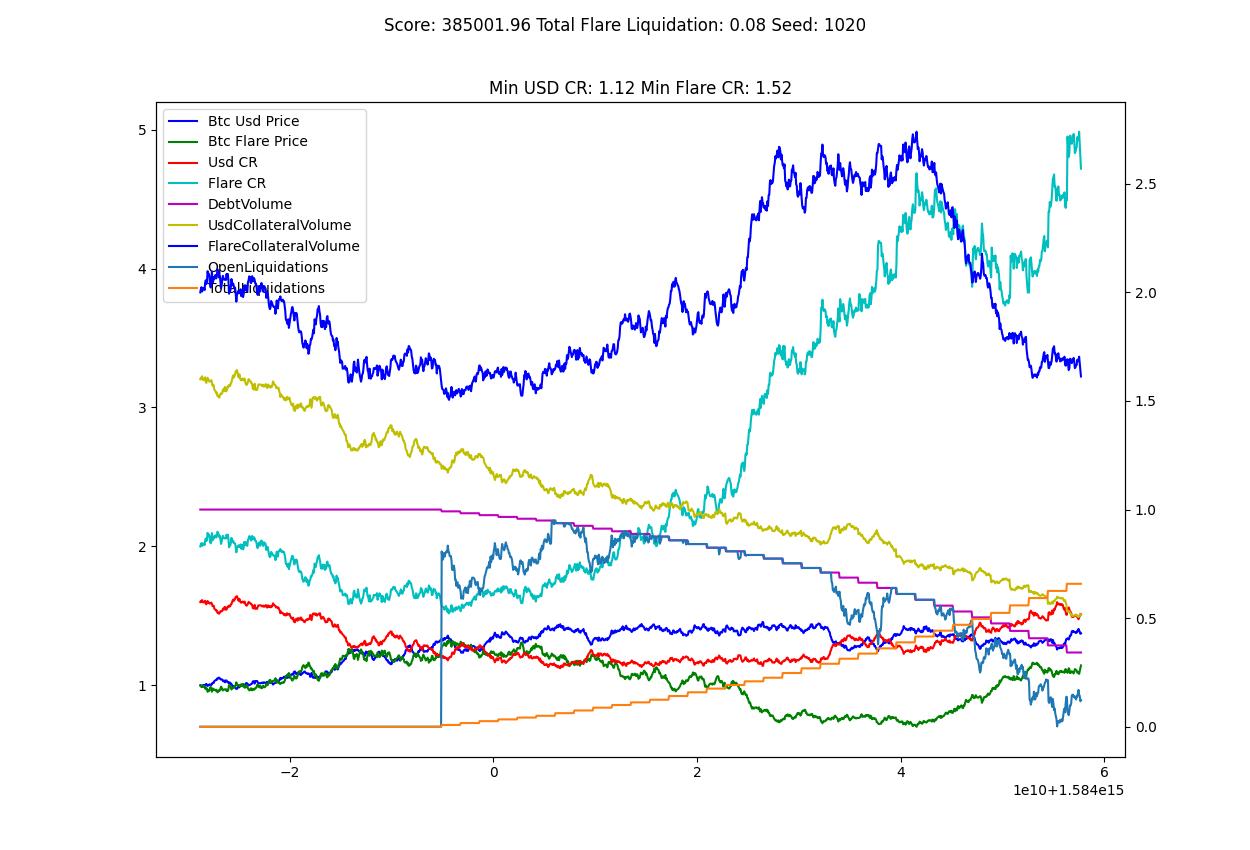 Score: 385001.96 Total Flare Liquidation: 0.08 Seed: 1020
Min USD CR: 1.12 Min Flare CR: 1.52
Btc Usd Price
Btc Flare Price
Usd CR
Flare CR
DebtVolume
UsdCollateralVolume
FlareCollateralVolume
OpenLiquidations
TotalLiquidations
5
4
3
2
1
2.5
2.0
1.5
1.0
0.5
0.0
−2
0
2
4
6
1e10+1.584e15